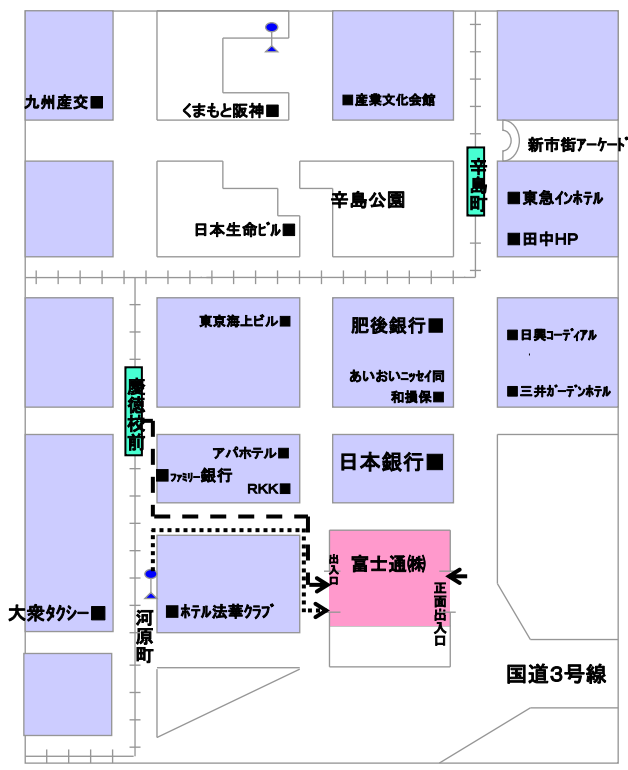 九州産交■
くまもと阪神■
■産業文化会館
新市街アーケード
辛島町
辛島公園
■東急インホテル
日本生命ビル■
■田中HP
東京海上ビル■
肥後銀行■
■日興コーディアル
あいおいニッセイ同
和損保■
■三井ガーデンホテル
慶徳校前
アパホテル■
■ファミリー銀行
RKK■
日本銀行■
出入口
富士通㈱
正面出入口
大衆タクシー■
■ホテル法華クラブ
河原町
国道3号線